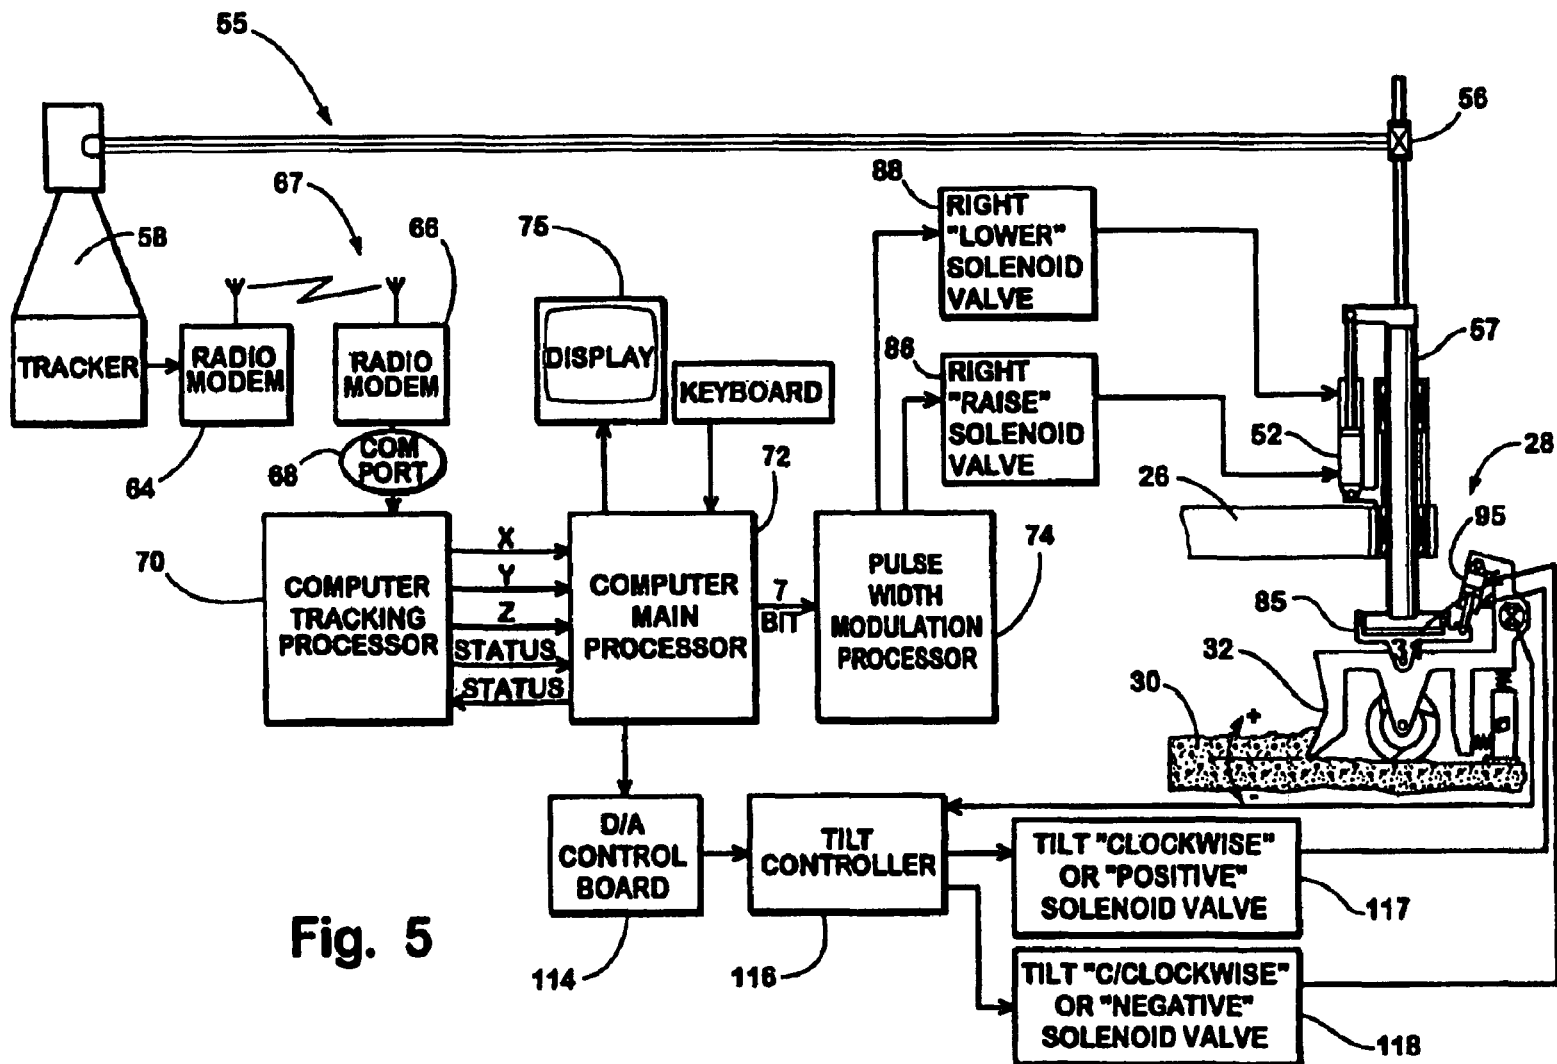 55
56
67
88
RIGHT
"LOWER"
SOLENOID
VALVE
58
66
75
57
TRACKER
RADIO
MODEM
RADIO
MODEM
DISPLAY
KEYBOARD
86
RIGHT
"RAISE"
SOLENOID
VALVE
52
28
64
68
COM
PORT
72
26
95
70
COMPUTER
TRACKING
PROCESSOR
X
Y
Z
STATUS
STATUS
COMPUTER
MAIN
PROCESSOR
7
BIT
PULSE
WIDTH
MODULATION
PROCESSOR
74
85
32
30
+
-
D/A
CONTROL
BOARD
TILT
CONTROLLER
TILT "CLOCKWISE"
OR "POSITIVE"
SOLENOID VALVE
117
Fig. 5
114
116
TILT "C/CLOCKWISE"
OR "NEGATIVE"
SOLENOID VALVE
118